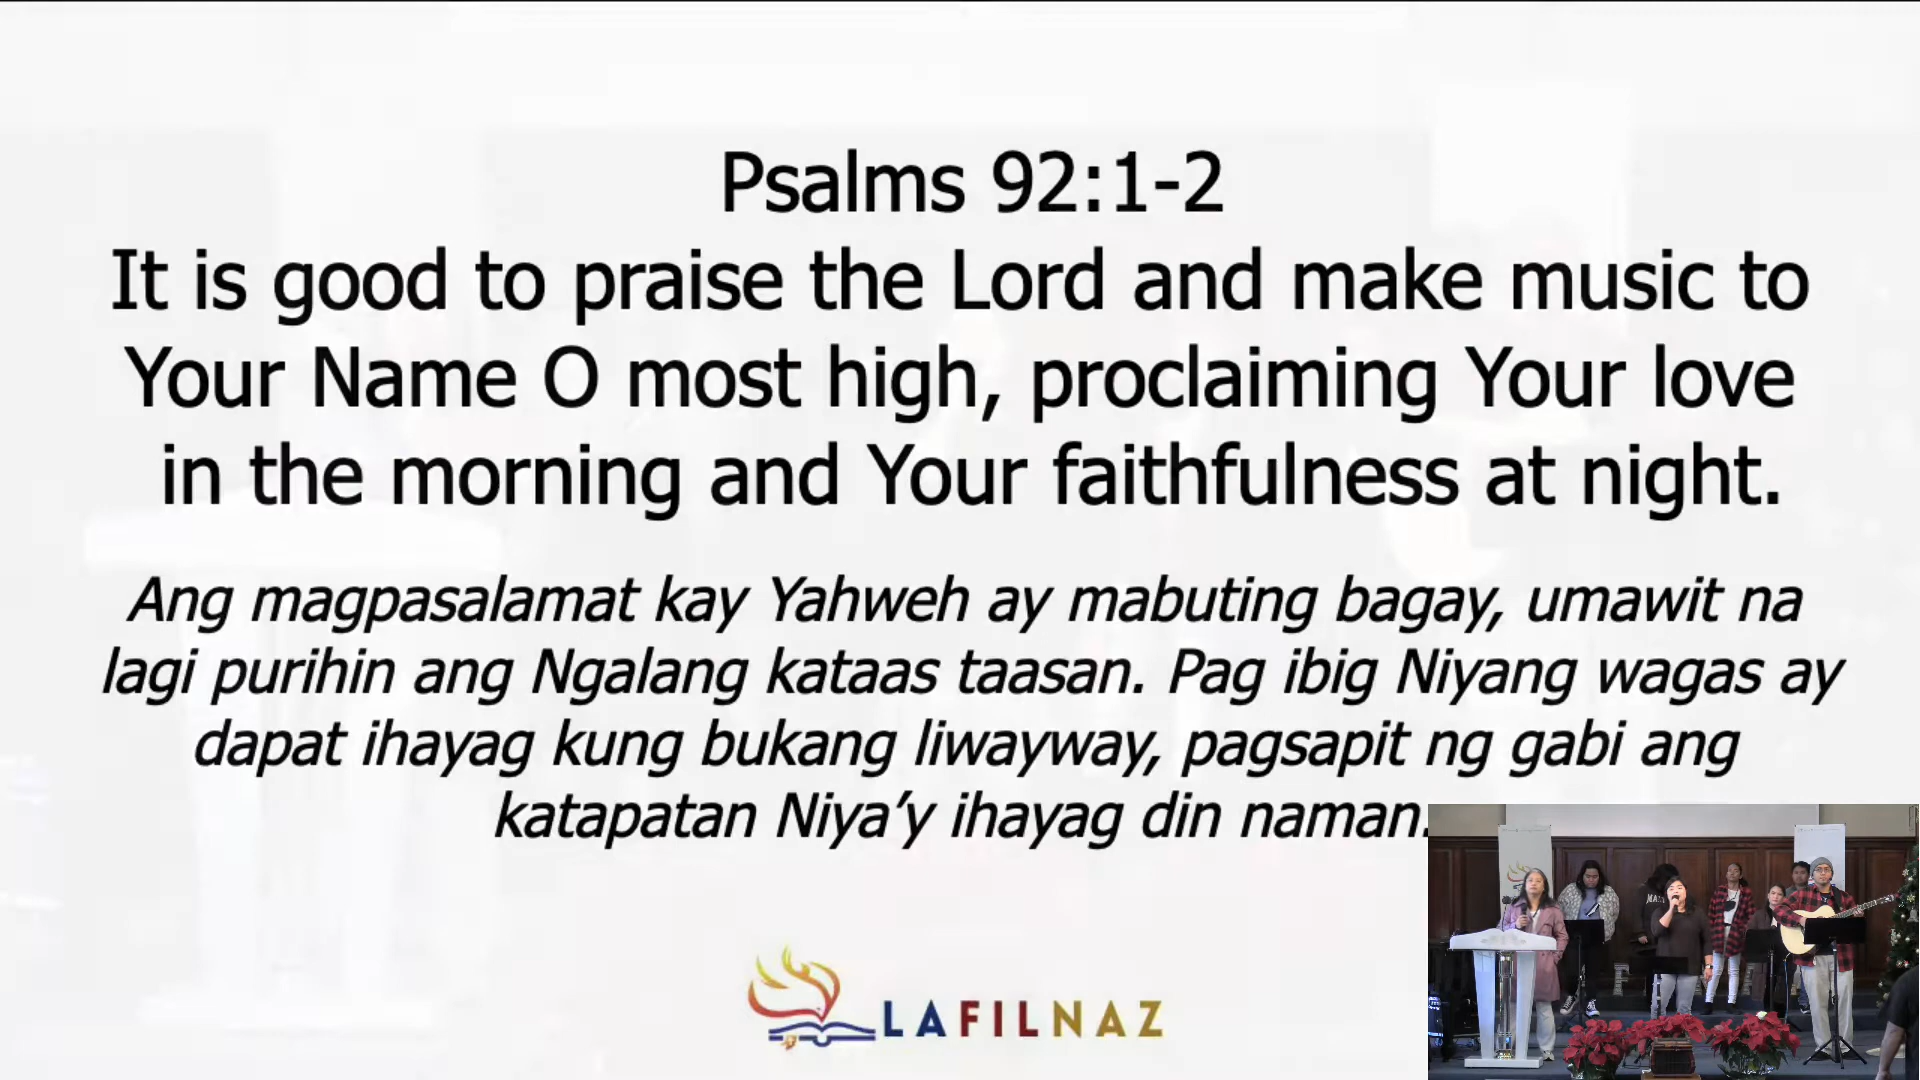 Psalms 92:1-2
It is good to praise the Lord and make music to
Your Name O most high, proclaiming Your love
in the morning and Your faithfulness at night.
Ang magpasalamat kay Yahweh ay mabuting bagay, umawit na
lagi purihin ang Ngalang kataas taasan. Pag ibig Niyang wagas ay
dapat ihayag kung bukang liwayway, pagsapit ng gabi ang
katapatan Niya’y ihayag din naman.
LAFILNAZ